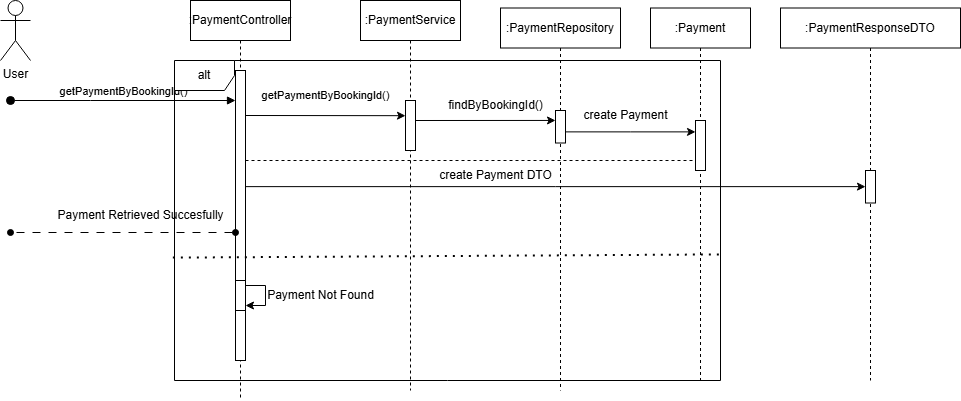 PaymentController
:PaymentService
:PaymentRepository
:Payment
:PaymentResponseDTO
User
alt
getPaymentByBookingId()
getPaymentByBookingId()
findByBookingId()
create Payment
create Payment DTO
Payment Retrieved Succesfully
Payment Not Found